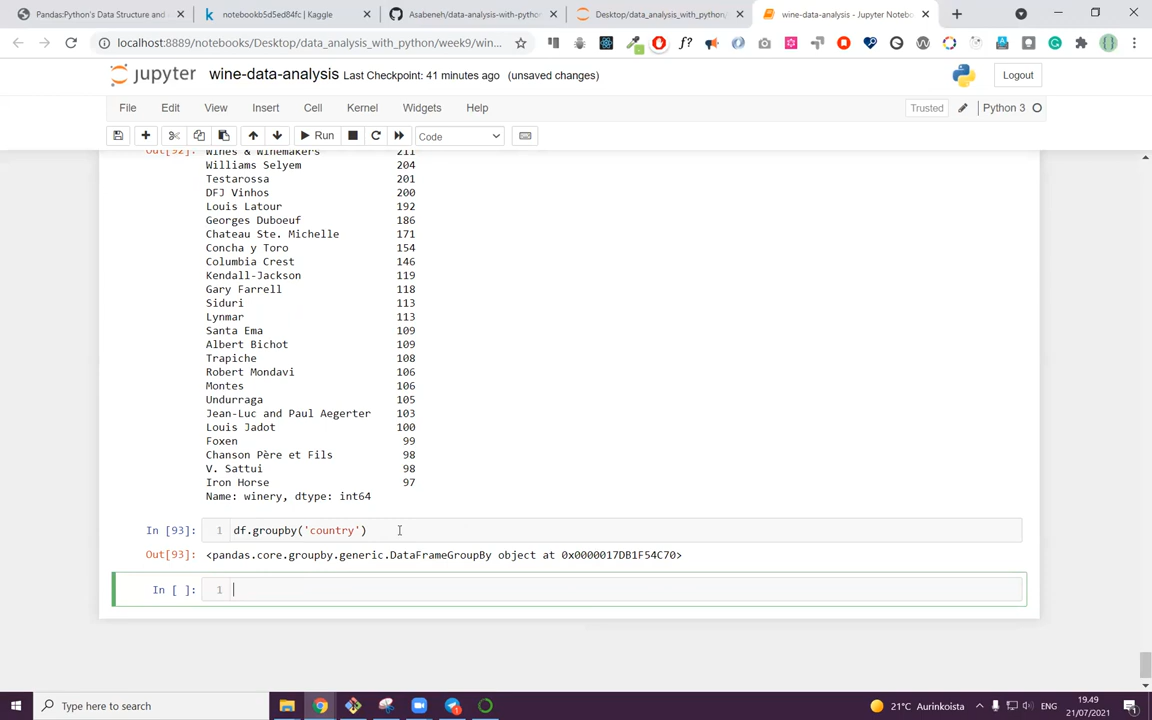 Pandas:Python's Data Structure and
notebookb5d5ed84fc | Kaggle
Asabeneh/data-analysis-with-python
Desktop/data_analysis_with_python/
wine-data-analysis - Jupyter Notebo
localhost:8889/notebooks/Desktop/data_analysis_with_python/week9/win...
jupyter wine-data-analysis Last Checkpoint: 41 minutes ago (unsaved changes)
Logout
File Edit View Insert Cell Kernel Widgets Help
Trusted Python 3
Run Code
Out[92]: Wines & Winemakers 211
Williams Selyem 204
Testarossa 201
DFJ Vinhos 200
Louis Latour 192
Georges Duboeuf 186
Chateau Ste. Michelle 171
Concha y Toro 154
Columbia Crest 146
Kendall-Jackson 119
Gary Farrell 118
Siduri 113
Lynmar 113
Santa Ema 109
Albert Bichot 109
Trapiche 108
Robert Mondavi 106
Montes 106
Undurraga 105
Jean-Luc and Paul Aegerter 103
Louis Jadot 100
Foxen 99
Chanson Père et Fils 98
V. Sattui 98
Iron Horse 97
Name: winery, dtype: int64
In [93]: 1 df.groupby('country')
Out[93]: <pandas.core.groupby.generic.DataFrameGroupBy object at 0x0000017DB1F54C70>
In [ ]: 1
Type here to search
21°C Aurinkoista
ENG
19.49
21/07/2021